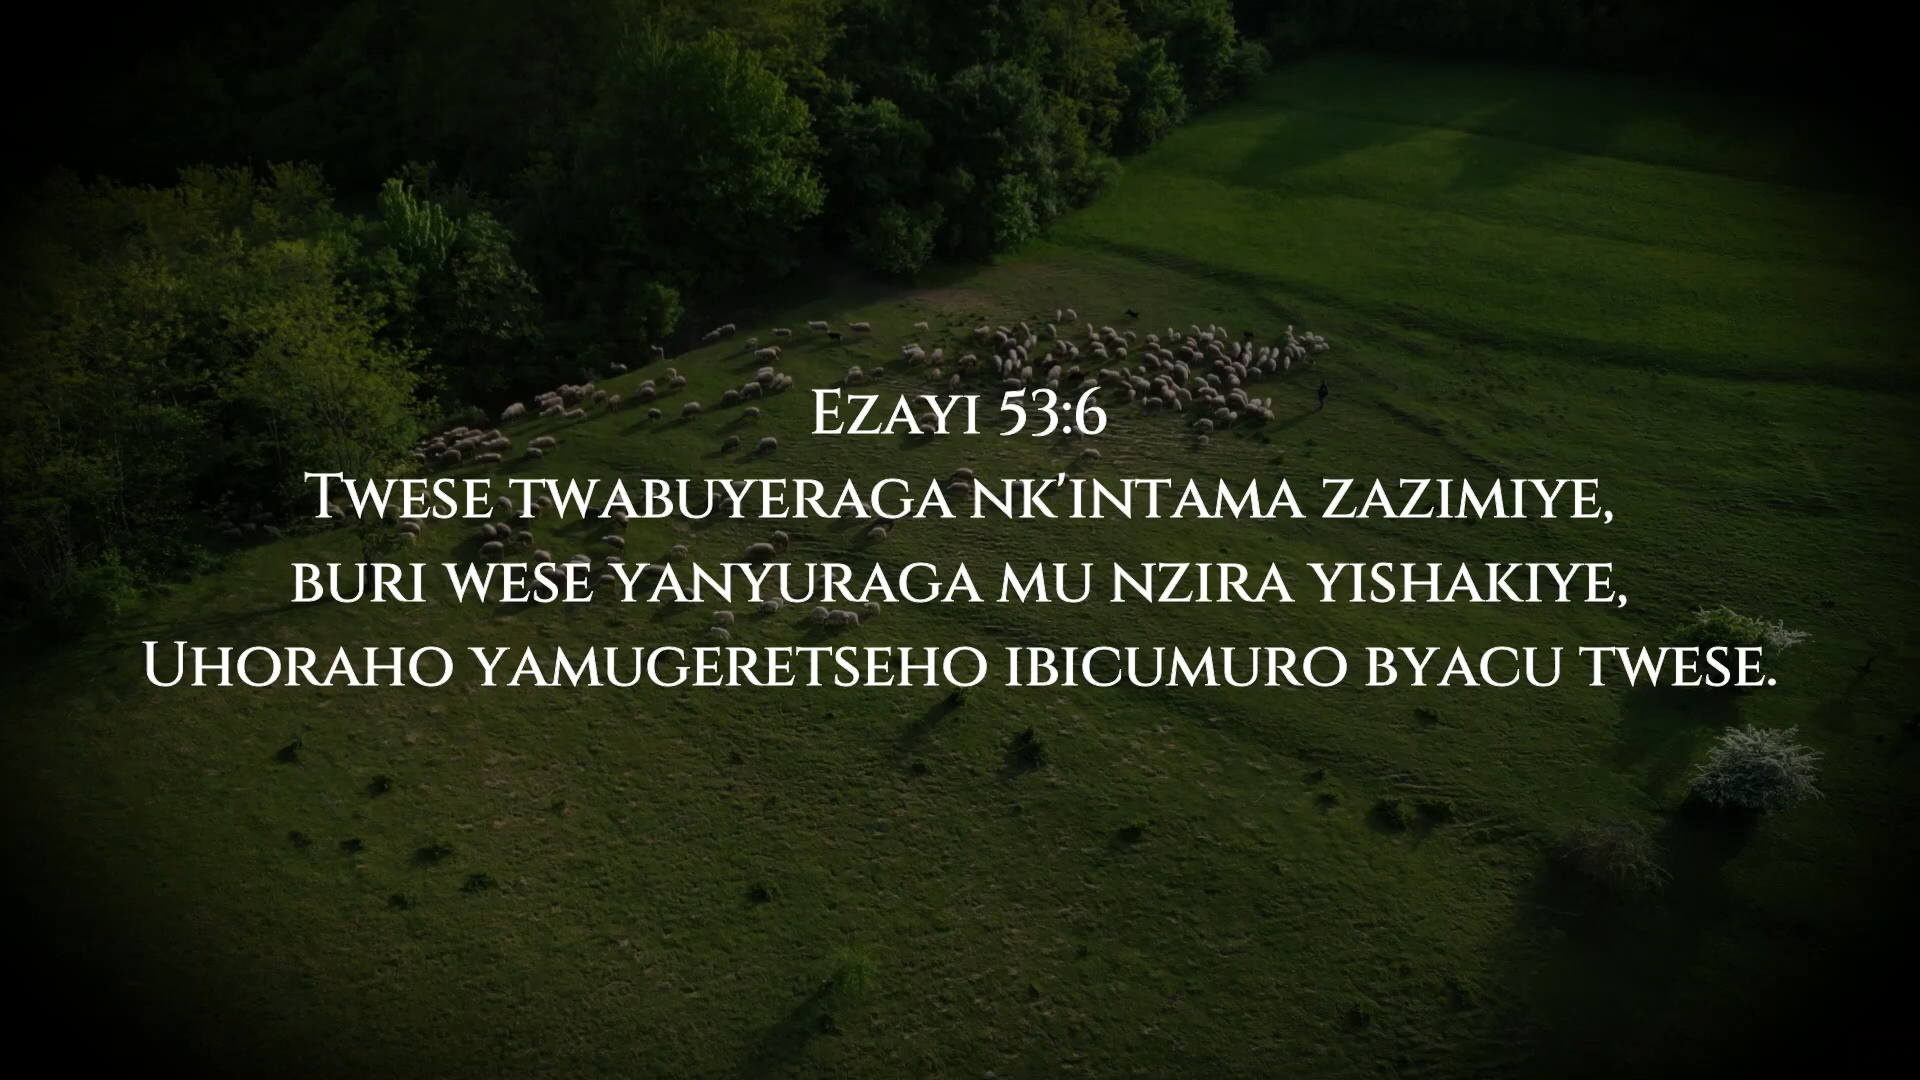 Ezayi 53:6
Twese twabuyeraga nk'intama zazimiye,
buri wese yanyuraga mu nzira yishakiye,
Uhoraho yamugeretseho ibicumuro byacu twese.